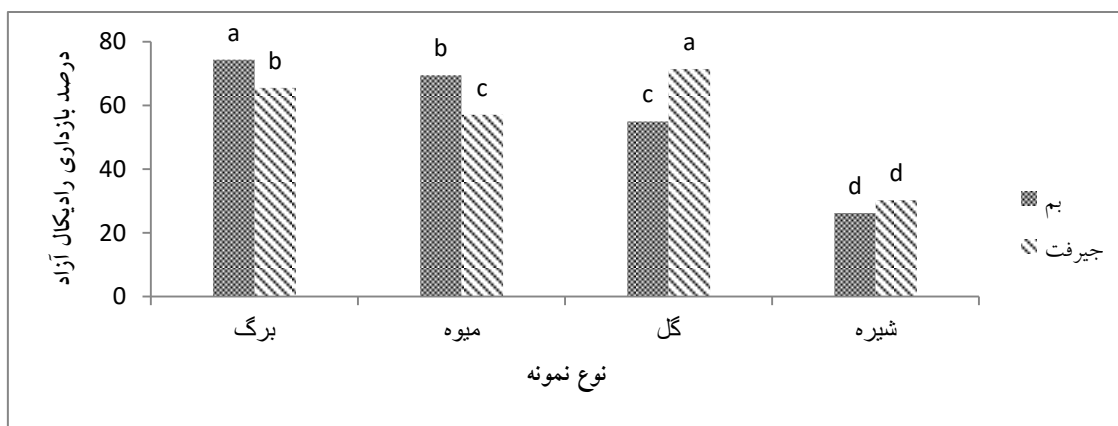 درصد بازداری رادیکال آزاد
80
60
40
20
0
a
b
b
c
c
a
d
d
برگ
میوه
گل
شیره
نوع نمونه
بم
جیرفت